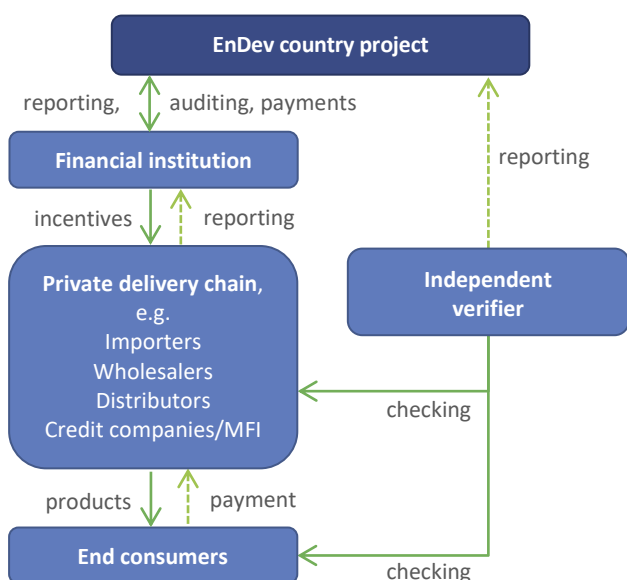 EnDev country project
reporting, auditing, payments
Financial institution
reporting
incentives reporting
Private delivery chain,
e.g.
Importers
Wholesalers
Distributors
Credit companies/MFI
Independent
verifier
checking
products payment
End consumers
checking